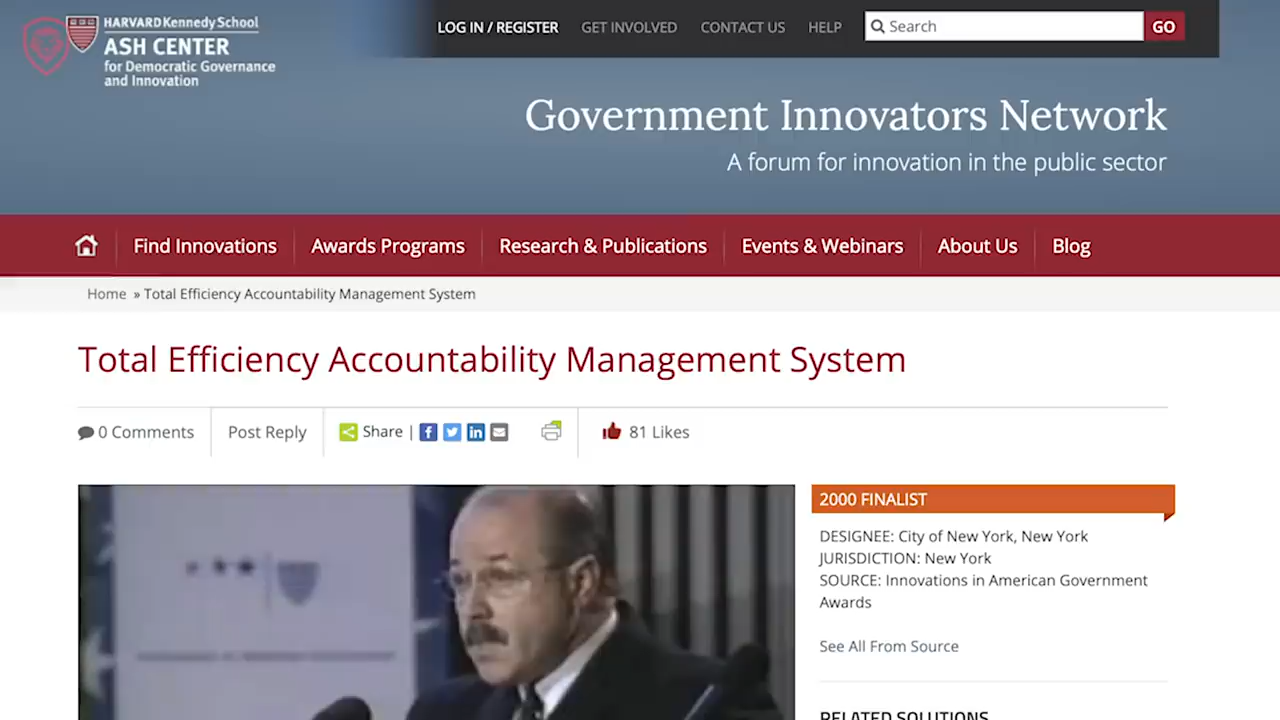 HARVARD Kennedy School
ASH CENTER
for Democratic Governance
and Innovation
LOG IN / REGISTER GET INVOLVED CONTACT US HELP Search GO
Government Innovators Network
A forum for innovation in the public sector
Find Innovations Awards Programs Research & Publications Events & Webinars About Us Blog
Home » Total Efficiency Accountability Management System
Total Efficiency Accountability Management System
0 Comments Post Reply Share | 81 Likes
2000 FINALIST
DESIGNEE: City of New York, New York
JURISDICTION: New York
SOURCE: Innovations in American Government
Awards
See All From Source
RELATED SOLUTIONS